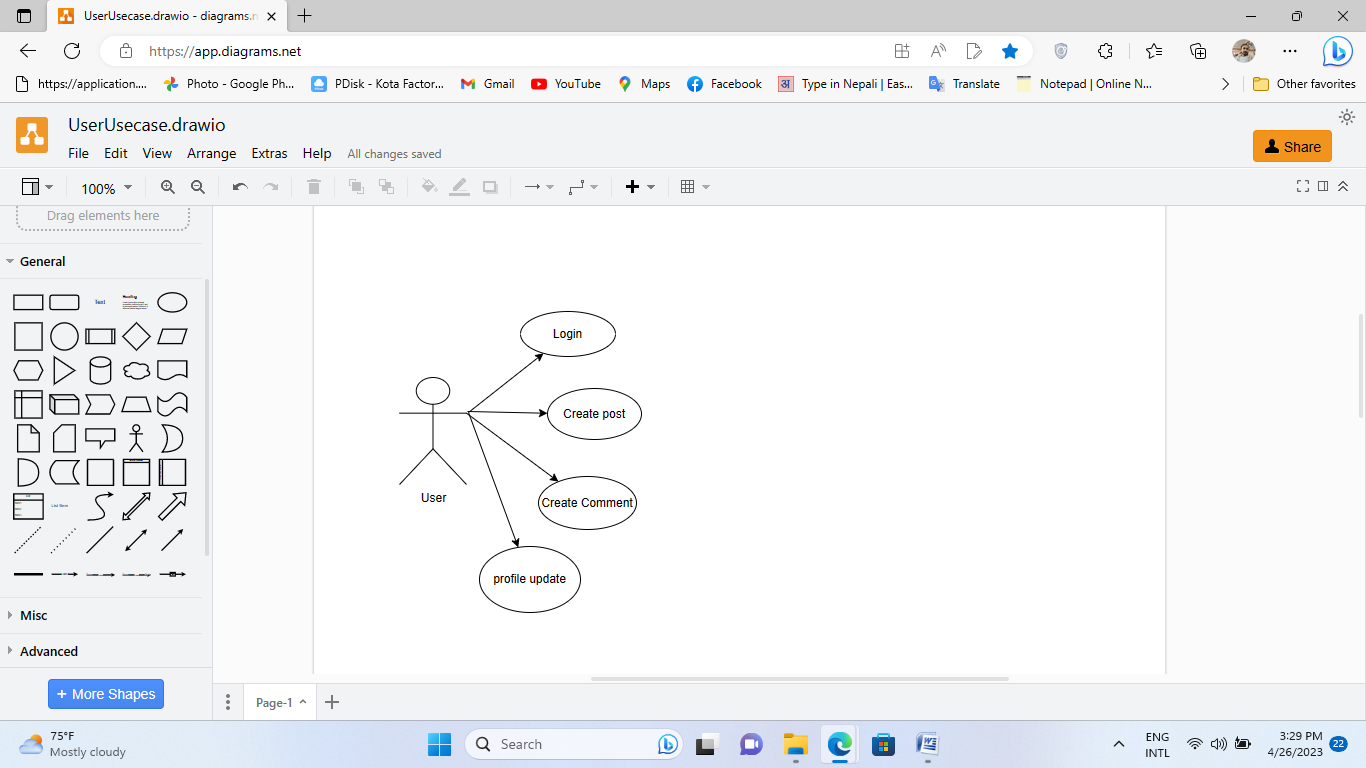 UserUsecase.drawio - diagrams.n
https://app.diagrams.net
https://application.... Photo - Google Ph... PDisk - Kota Factor... Gmail YouTube Maps Facebook Type in Nepali | Eas... Translate Notepad | Online N... Other favorites
UserUsecase.drawio
File Edit View Arrange Extras Help All changes saved
Share
100%
Drag elements here
General
Text
Heading
Login
Create post
User
Create Comment
profile update
Misc
Advanced
+ More Shapes
Page-1
75°F
Mostly cloudy
Search
ENG
INTL
3:29 PM
4/26/2023
22